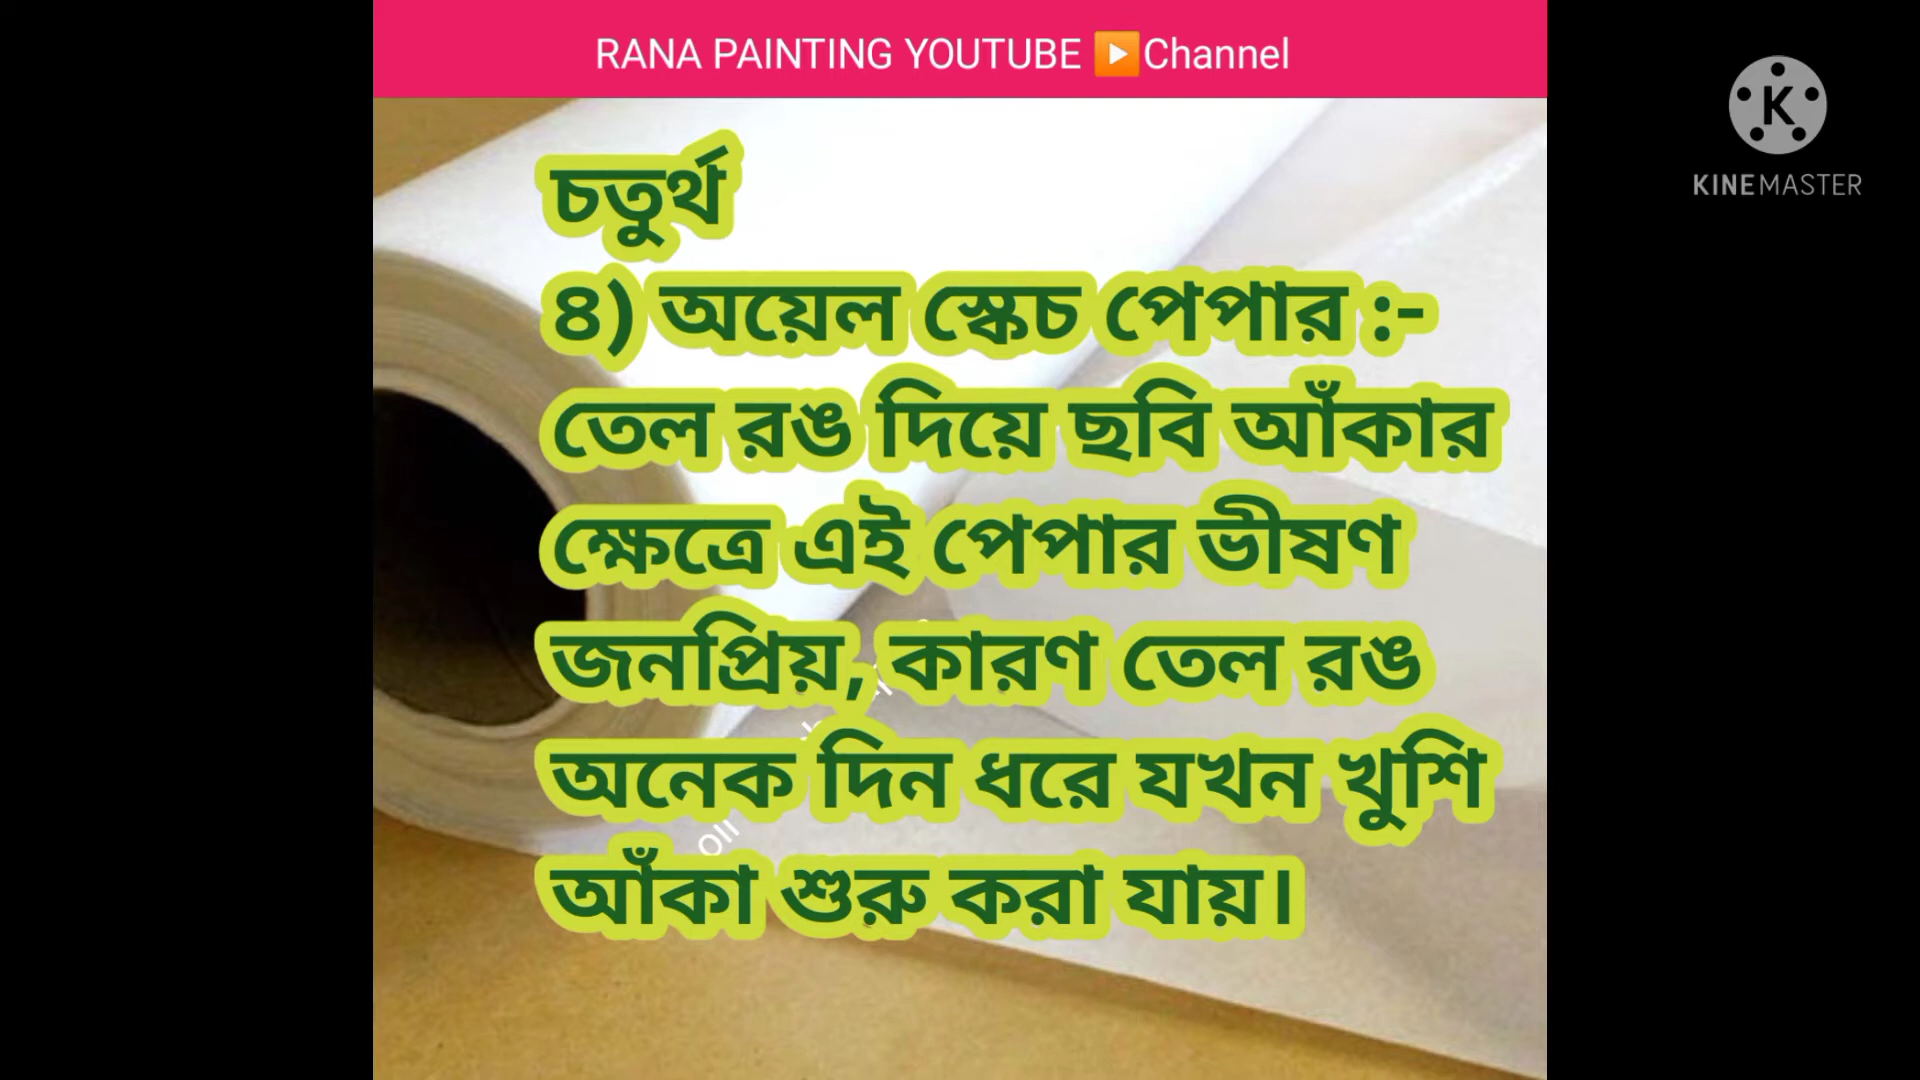 RANA PAINTING YOUTUBE ▶️Channel
KINEMASTER
চতুর্থ
৪) অয়েল স্কেচ পেপার :-
তেল রঙ দিয়ে ছবি আঁকার
ক্ষেত্রে এই পেপার ভীষণ
জনপ্রিয়, কারণ তেল রঙ
অনেক দিন ধরে যখন খুশি
আঁকা শুরু করা যায়।